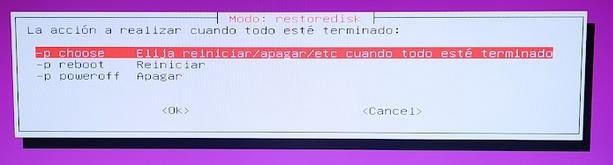 Modo: restoredisk
La acción a realizar cuando todo esté terminado:
-p choose Elija reiniciar/apagar/etc cuando todo esté terminado
-p reboot Reiniciar
-p poweroff Apagar
<Ok> <Cancel>